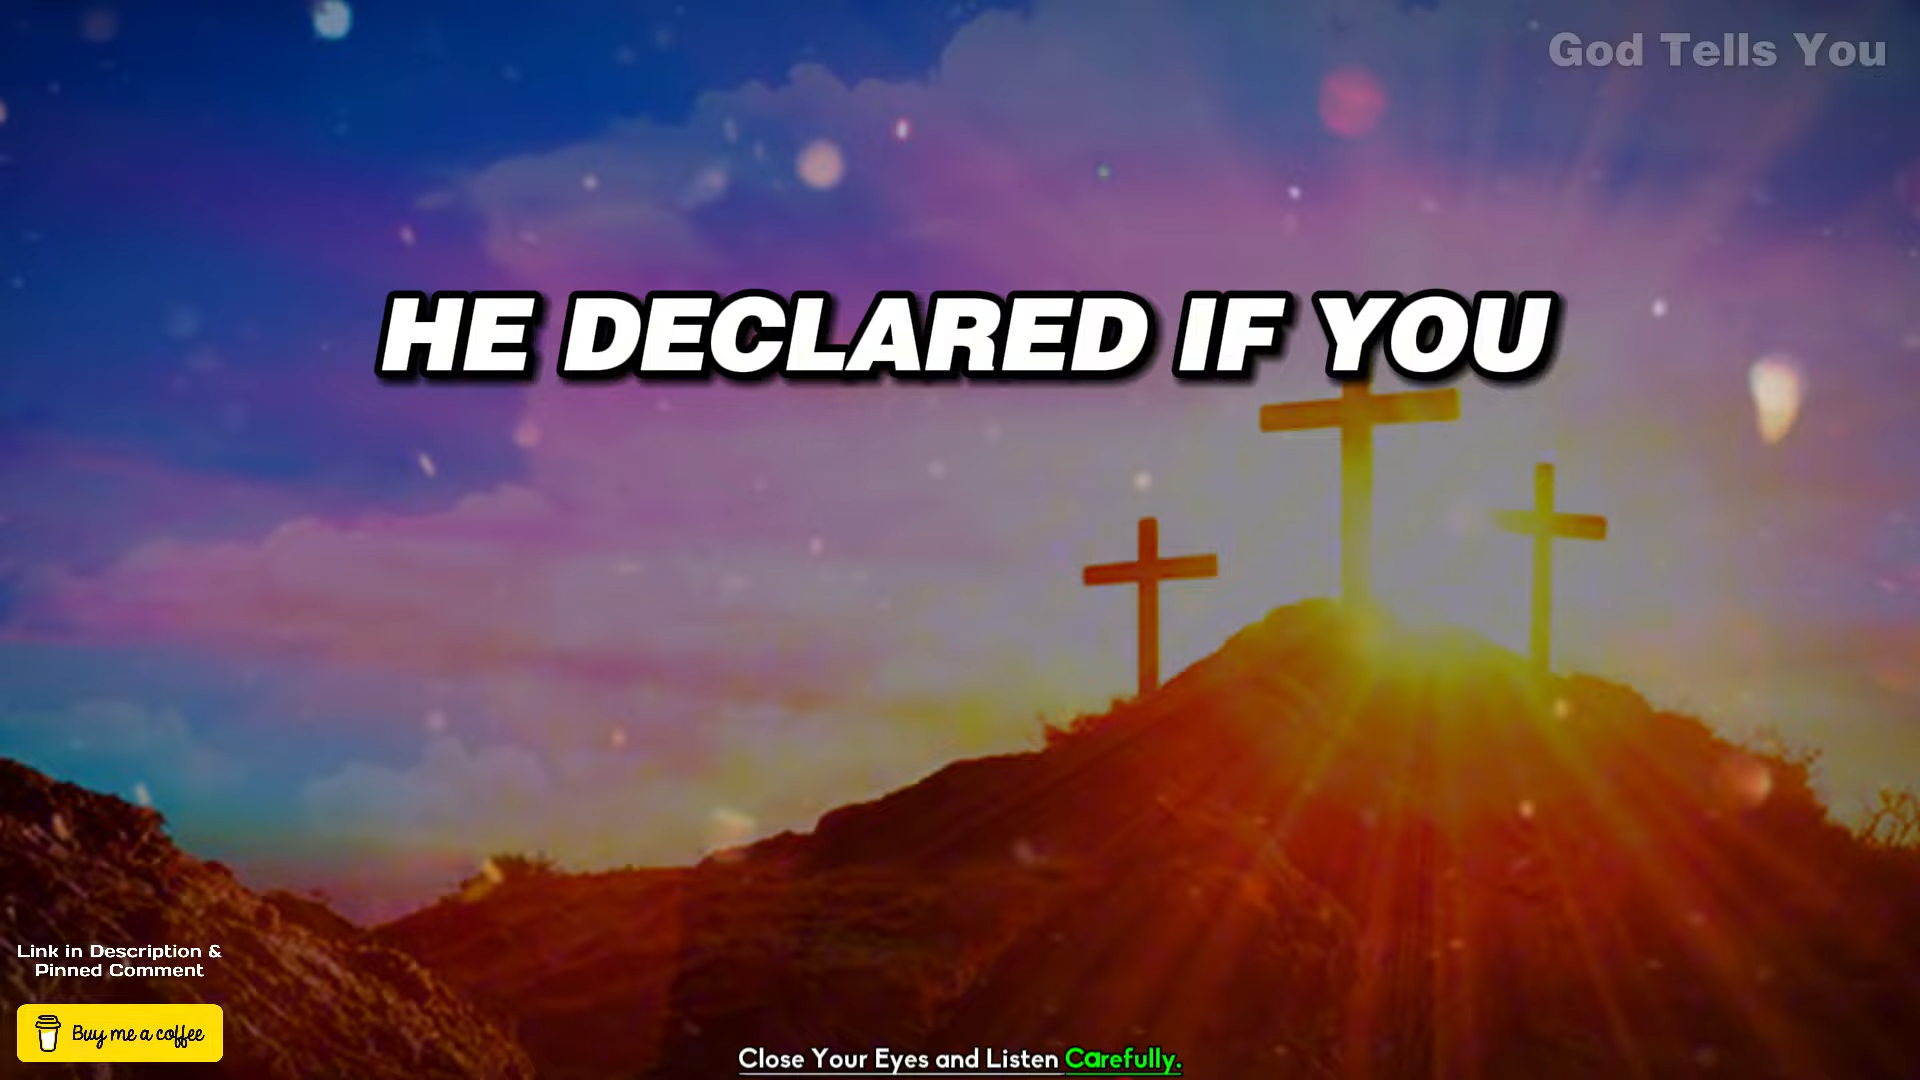 God Tells You
HE DECLARED IF YOU
Link in Description &
Pinned Comment
Buy me a coffee
Close Your Eyes and Listen Carefully.